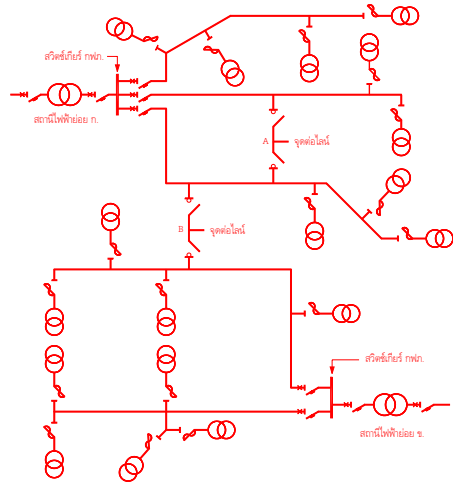 สวิตช์เกียร์ กฟภ.
สถานีไฟฟ้าย่อย ก.
A จุดต่อไลน์
B จุดต่อไลน์
สวิตช์เกียร์ กฟภ.
สถานีไฟฟ้าย่อย ข.